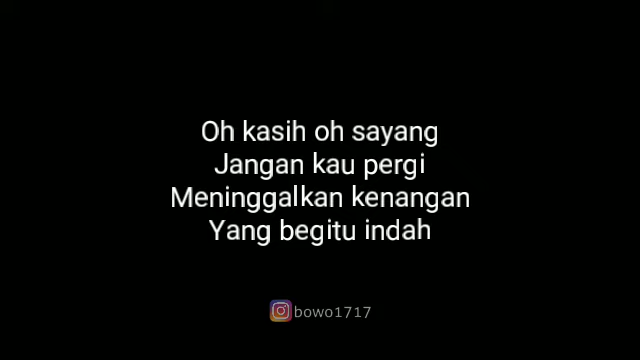 Oh kasih oh sayang
Jangan kau pergi
Meninggalkan kenangan
Yang begitu indah
bowo1717